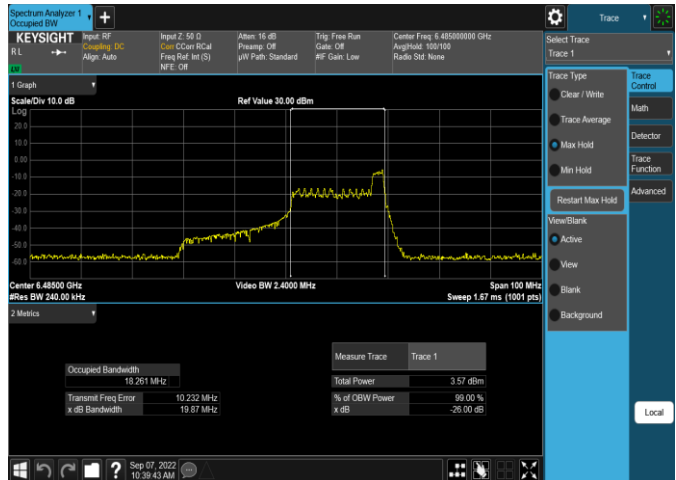 Spectrum Analyzer 1
Occupied BW
KEYSIGHT
R L
Input: RF
Coupling: DC
Align: Auto
Input Z: 50 Ω
Corr CCorr RCal
Freq Ref: Int (S)
NFE: Off
Atten: 16 dB
Preamp: Off
µW Path: Standard
Trig: Free Run
Gate: Off
#IF Gain: Low
Center Freq: 6.485000000 GHz
Avg|Hold: 100/100
Radio Std: None
1 Graph
Scale/Div 10.0 dB
Ref Value 30.00 dBm
Log
20.0
10.0
0.00
-10.0
-20.0
-30.0
-40.0
-50.0
-60.0
Center 6.48500 GHz
Video BW 2.4000 MHz
Span 100 MHz
#Res BW 240.00 kHz
Sweep 1.67 ms (1001 pts)
2 Metrics
Measure Trace
Trace 1
Occupied Bandwidth
18.261 MHz
Total Power
3.57 dBm
Transmit Freq Error
10.232 MHz
% of OBW Power
99.00 %
x dB Bandwidth
19.87 MHz
x dB
-26.00 dB
Sep 07, 2022
10:39:43 AM
Trace
Select Trace
Trace 1
Trace Type
Clear / Write
Trace Average
Max Hold
Min Hold
Restart Max Hold
View/Blank
Active
View
Blank
Background
Trace
Control
Math
Detector
Trace
Function
Advanced
Local